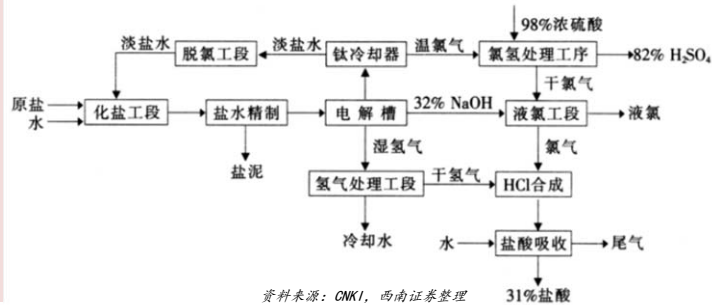 98%浓硫酸
淡盐水 脱氯工段 淡盐水 钛冷却器 温氯气 氯氢处理工序 82% H₂SO₄
干氯气
原盐
水
化盐工段 盐水精制 电解槽 32% NaOH 液氯工段 液氯
盐泥 湿氢气 氯气
氢气处理工段 干氢气 HCl合成
冷却水 水 盐酸吸收 尾气
31%盐酸
资料来源：CNKI，西南证券整理